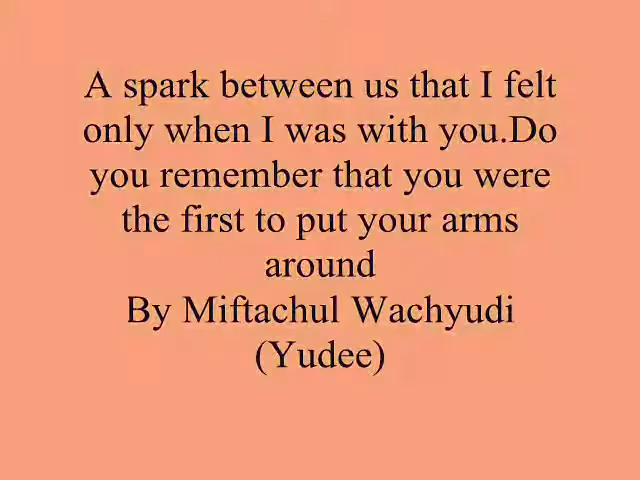 A spark between us that I felt
only when I was with you.Do
you remember that you were
the first to put your arms
around
By Miftachul Wachyudi
(Yudee)